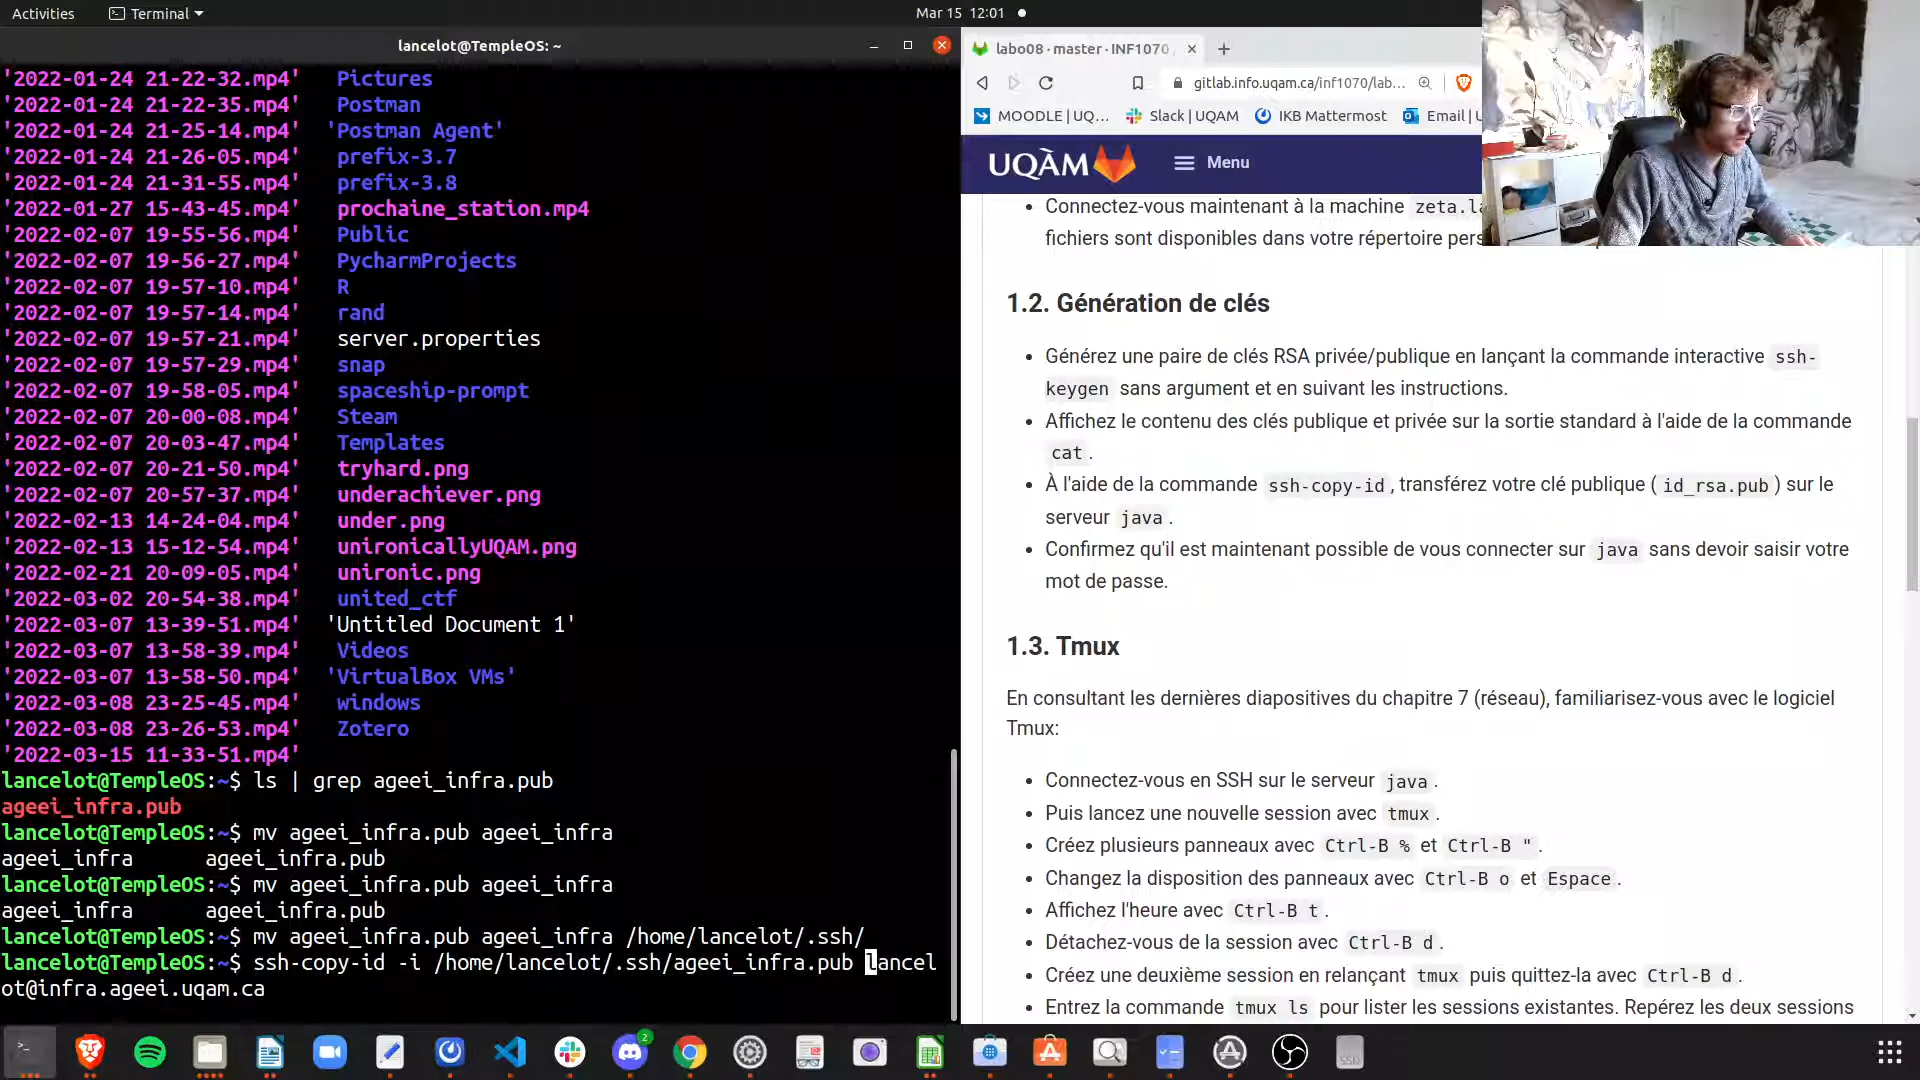 Activities
Terminal
Mar 15 12:01
lancelot@TempleOS: ~
'2022-01-24 21-22-32.mp4' Pictures
'2022-01-24 21-22-35.mp4' Postman
'2022-01-24 21-25-14.mp4' 'Postman Agent'
'2022-01-24 21-26-05.mp4' prefix-3.7
'2022-01-24 21-31-55.mp4' prefix-3.8
'2022-01-27 15-43-45.mp4' prochaine_station.mp4
'2022-02-07 19-55-56.mp4' Public
'2022-02-07 19-56-27.mp4' PycharmProjects
'2022-02-07 19-57-10.mp4' R
'2022-02-07 19-57-14.mp4' rand
'2022-02-07 19-57-21.mp4' server.properties
'2022-02-07 19-57-29.mp4' snap
'2022-02-07 19-58-05.mp4' spaceship-prompt
'2022-02-07 20-00-08.mp4' Steam
'2022-02-07 20-03-47.mp4' Templates
'2022-02-07 20-21-50.mp4' tryhard.png
'2022-02-07 20-57-37.mp4' underachiever.png
'2022-02-13 14-24-04.mp4' under.png
'2022-02-13 15-12-54.mp4' unironicallyUQAM.png
'2022-02-21 20-09-05.mp4' unironic.png
'2022-03-02 20-54-38.mp4' united_ctf
'2022-03-07 13-39-51.mp4' 'Untitled Document 1'
'2022-03-07 13-58-39.mp4' Videos
'2022-03-07 13-58-50.mp4' 'VirtualBox VMs'
'2022-03-08 23-25-45.mp4' windows
'2022-03-08 23-26-53.mp4' Zotero
'2022-03-15 11-33-51.mp4'
lancelot@TempleOS:~$ ls | grep ageei_infra.pub
ageei_infra.pub
lancelot@TempleOS:~$ mv ageei_infra.pub ageei_infra
ageei_infra ageei_infra.pub
lancelot@TempleOS:~$ mv ageei_infra.pub ageei_infra
ageei_infra ageei_infra.pub
lancelot@TempleOS:~$ mv ageei_infra.pub ageei_infra /home/lancelot/.ssh/
lancelot@TempleOS:~$ ssh-copy-id -i /home/lancelot/.ssh/ageei_infra.pub lancel
ot@infra.ageei.uqam.ca
labo08 · master · INF1070
gitlab.info.uqam.ca/inf1070/lab...
MOODLE | UQ... Slack | UQAM IKB Mattermost Email | U
UQÀM Menu
Connectez-vous maintenant à la machine zeta.la
fichiers sont disponibles dans votre répertoire pers
1.2. Génération de clés
• Générez une paire de clés RSA privée/publique en lançant la commande interactive ssh-
keygen sans argument et en suivant les instructions.
• Affichez le contenu des clés publique et privée sur la sortie standard à l'aide de la commande
cat .
• À l'aide de la commande ssh-copy-id , transférez votre clé publique ( id_rsa.pub ) sur le
serveur java .
• Confirmez qu'il est maintenant possible de vous connecter sur java sans devoir saisir votre
mot de passe.
1.3. Tmux
En consultant les dernières diapositives du chapitre 7 (réseau), familiarisez-vous avec le logiciel
Tmux:
• Connectez-vous en SSH sur le serveur java .
• Puis lancez une nouvelle session avec tmux .
• Créez plusieurs panneaux avec Ctrl-B % et Ctrl-B " .
• Changez la disposition des panneaux avec Ctrl-B o et Espace .
• Affichez l'heure avec Ctrl-B t .
• Détachez-vous de la session avec Ctrl-B d .
• Créez une deuxième session en relançant tmux puis quittez-la avec Ctrl-B d .
• Entrez la commande tmux ls pour lister les sessions existantes. Repérez les deux sessions
2
SSD